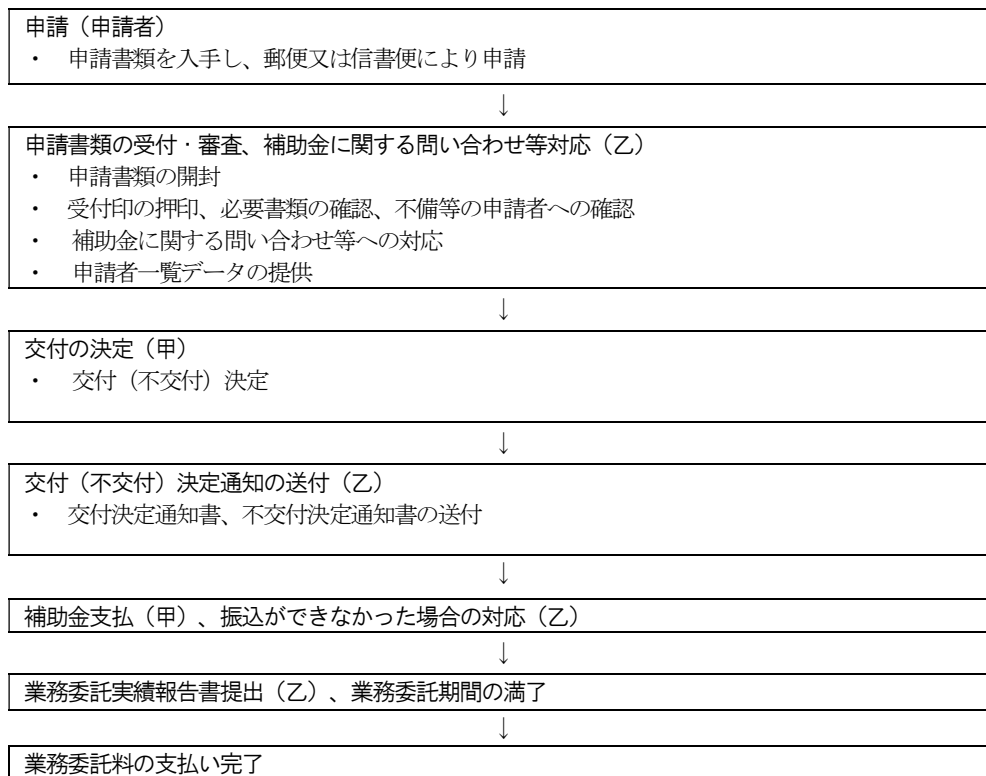 申請（申請者）
・ 申請書類を入手し、郵便又は信書便により申請
↓
申請書類の受付・審査、補助金に関する問い合わせ等対応（乙）
・ 申請書類の開封
・ 受付印の押印、必要書類の確認、不備等の申請者への確認
・ 補助金に関する問い合わせ等への対応
・ 申請者一覧データの提供
↓
交付の決定（甲）
・ 交付（不交付）決定
↓
交付（不交付）決定通知の送付（乙）
・ 交付決定通知書、不交付決定通知書の送付
↓
補助金支払（甲）、振込ができなかった場合の対応（乙）
↓
業務委託実績報告書提出（乙）、業務委託期間の満了
↓
業務委託料の支払い完了